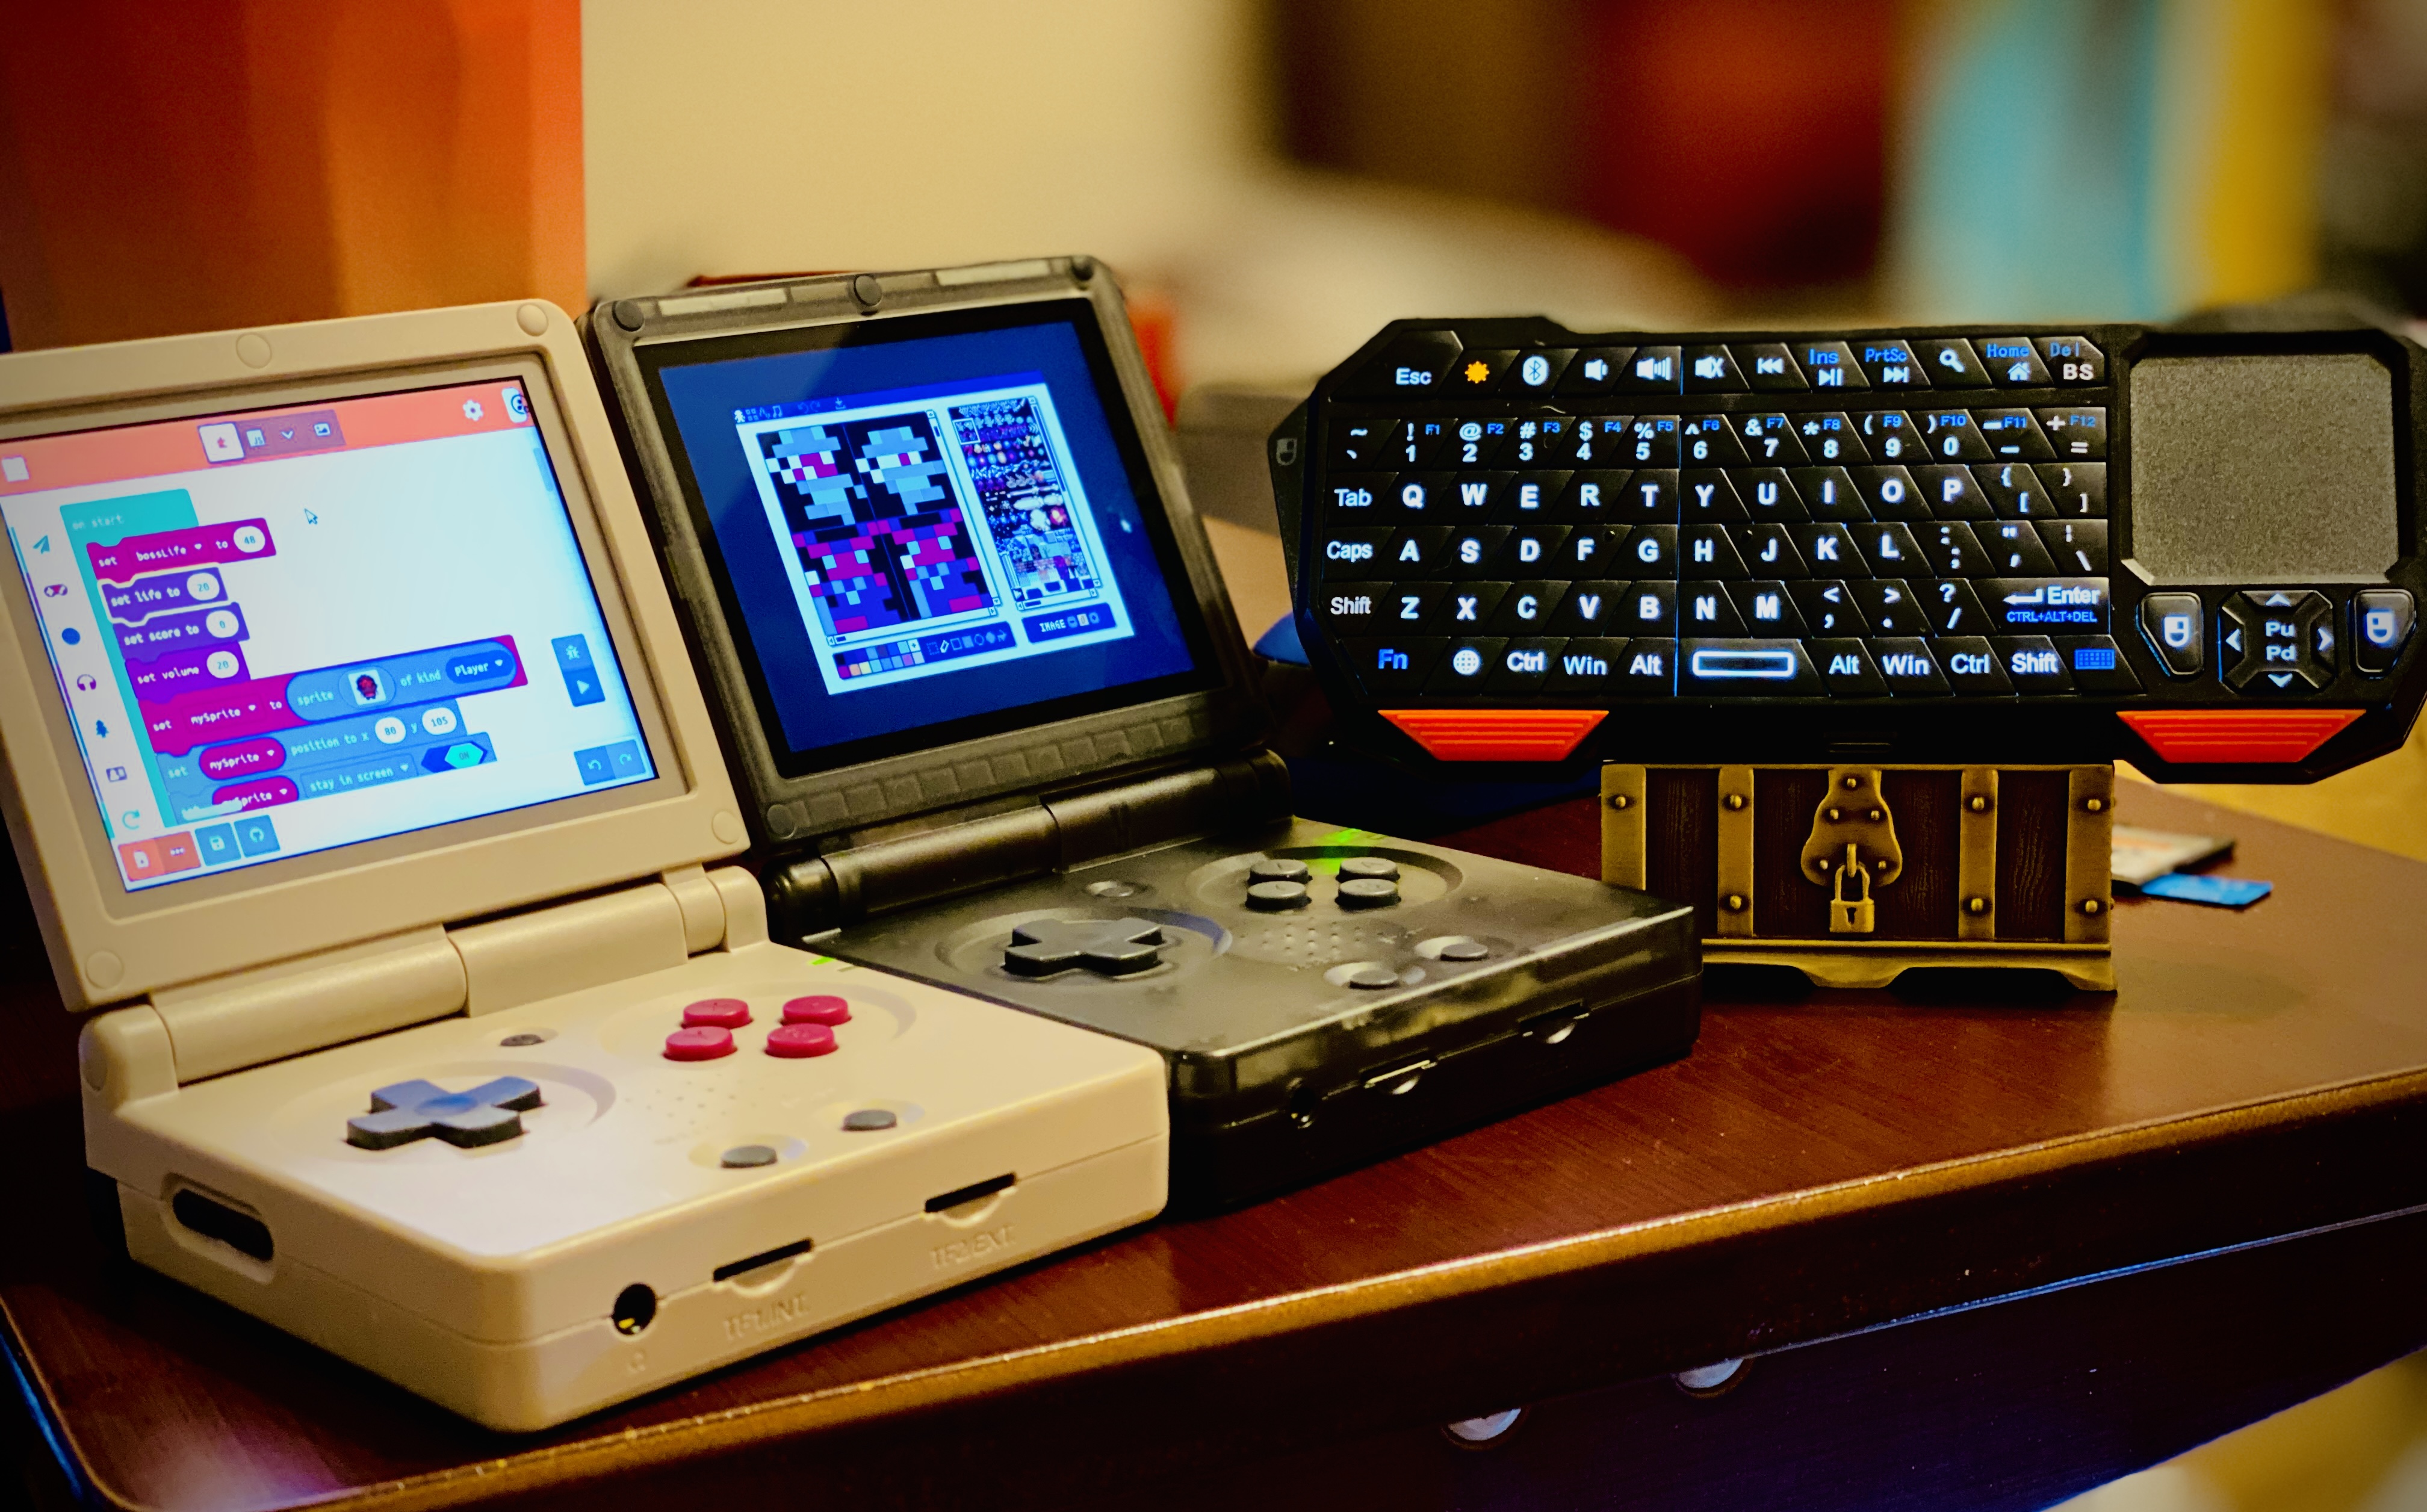 on start
set bossLife to 48
set life to 20
set score to 0
set volume 20
set mySprite to sprite of kind Player
set mySprite position to x 80 y 105
set mySprite stay in screen ON
IMAGE
Esc Ins PrtSc Home Del BS
~ ` ! 1 F1 @ 2 F2 # 3 F3 $ 4 F4 % 5 F5 ^ 6 F6 & 7 F7 * 8 F8 ( 9 F9 ) 0 F10 – - F11 + = F12
Tab Q W E R T Y U I O P { [ } ]
Caps A S D F G H J K L : ; " ' | \
Shift Z X C V B N M < , > . ? / Enter CTRL+ALT+DEL
Fn Ctrl Win Alt Alt Win Ctrl Shift
Pu
Pd
TF1.INT
TF2.EXT